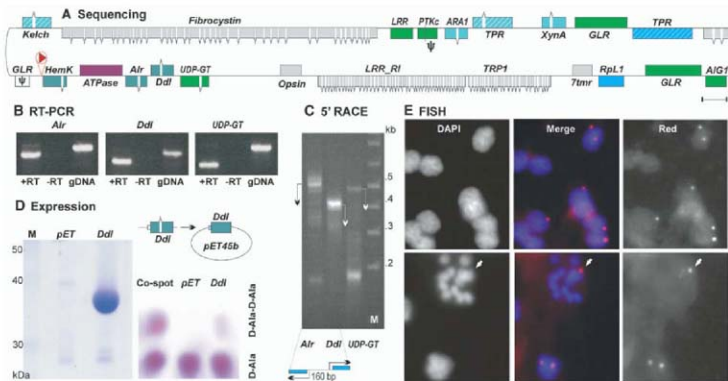 A Sequencing
Fibrocystin LRR PTKc ARA1
Kelch ψ TPR XynA GLR TPR
GLR HemK Alr UDP-GT LRR_RI TRP1 RpL1
ψ ATPase Ddl Opsin 7tmr GLR AIG1
B RT-PCR
Alr Ddl UDP-GT
+RT -RT gDNA +RT -RT gDNA +RT -RT gDNA
C 5' RACE
kb
.5
.4
.2
M
Alr Ddl UDP-GT
160 bp
D Expression
M pET Ddl
50
40
30
kDa
Ddl
Ddl
pET45b
Co-spot pET Ddl
D-Ala-D-Ala
D-Ala
E FISH
DAPI Merge Red